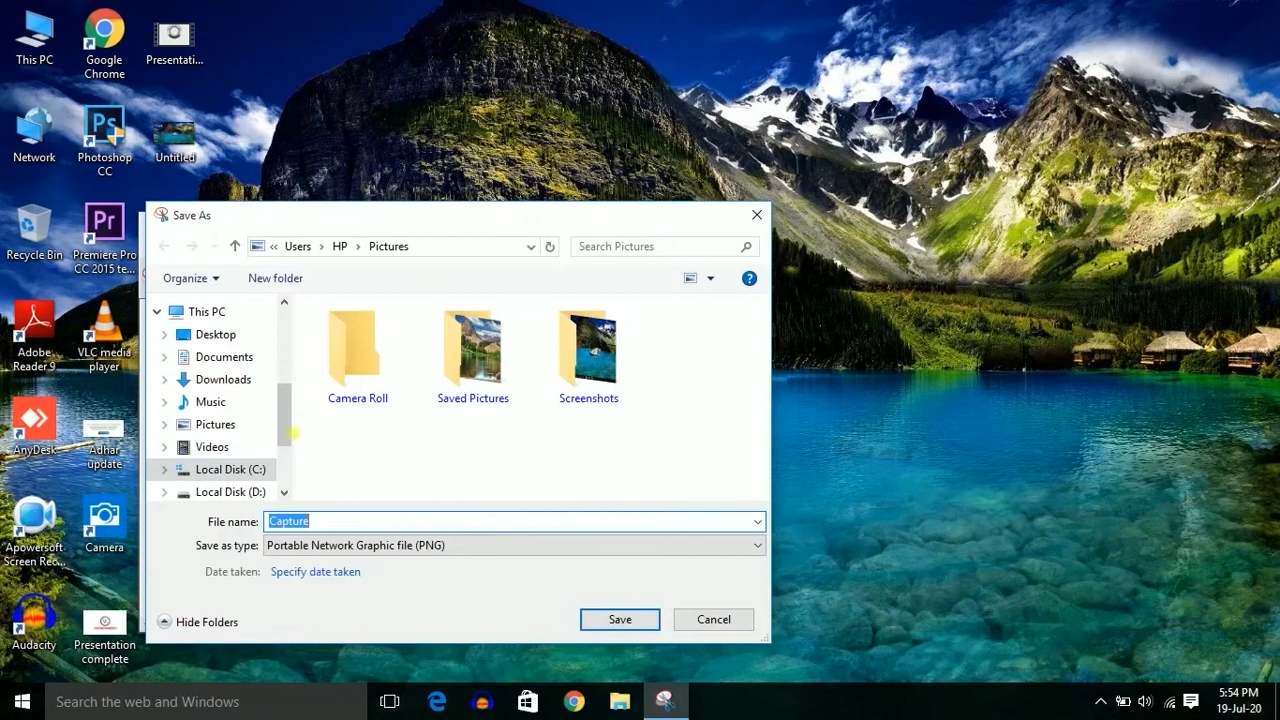 This PC
Google
Chrome
Presentati...
Network
Photoshop
CC
Untitled
Recycle Bin
Premiere Pro
CC 2015 te...
Adobe
Reader 9
VLC media
player
AnyDesk
Adhar
update
Apowersoft
Screen Rec...
Camera
Audacity
Presentation
complete
Save As
« Users > HP > Pictures
Search Pictures
Organize
New folder
This PC
Desktop
Documents
Downloads
Music
Pictures
Videos
Local Disk (C:)
Local Disk (D:)
Camera Roll
Saved Pictures
Screenshots
File name: Capture
Save as type: Portable Network Graphic file (PNG)
Date taken: Specify date taken
Hide Folders
Save
Cancel
Search the web and Windows
5:54 PM
19-Jul-20